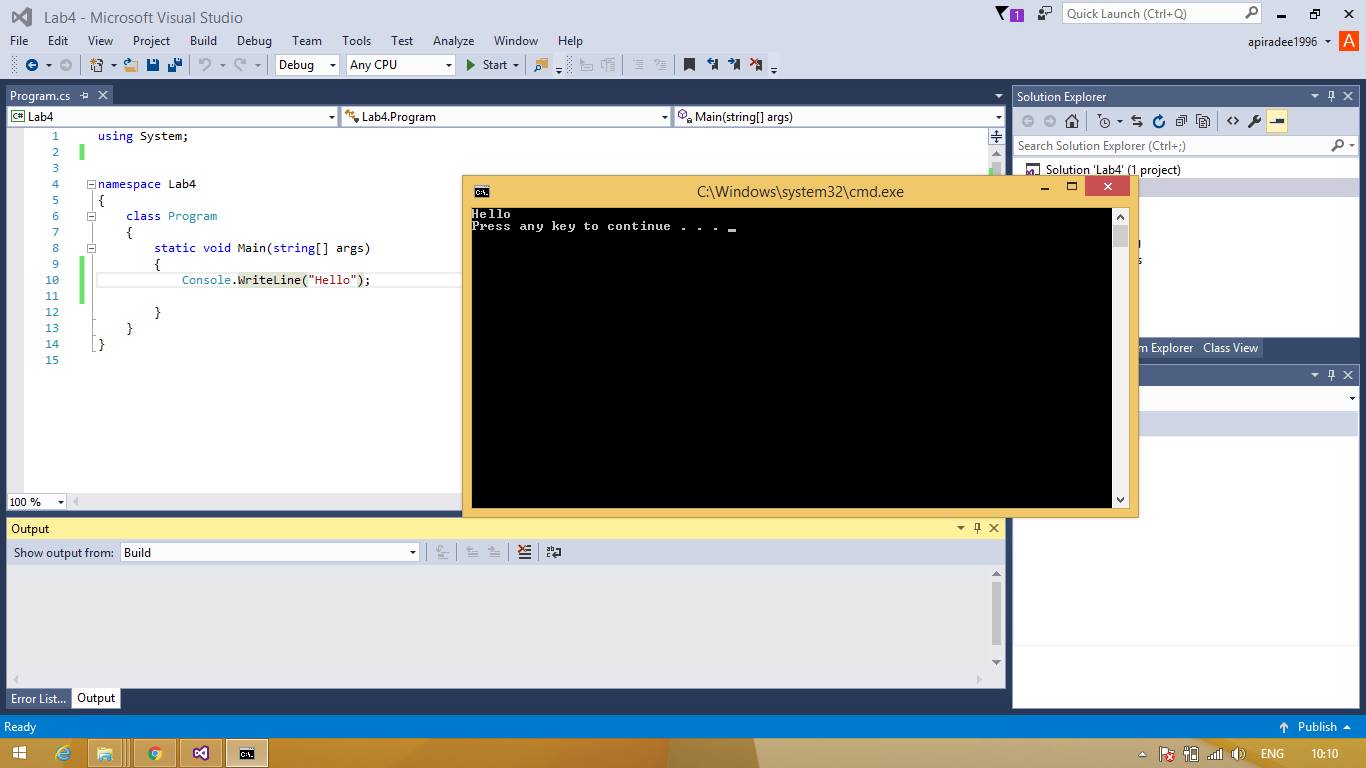 Lab4 - Microsoft Visual Studio
1
Quick Launch (Ctrl+Q)
File Edit View Project Build Debug Team Tools Test Analyze Window Help
apiradee1996
A
Debug Any CPU Start
Program.cs
C# Lab4 Lab4.Program Main(string[] args)
1 using System;
2
3
4 namespace Lab4
5 {
6 class Program
7 {
8 static void Main(string[] args)
9 {
10 Console.WriteLine("Hello");
11
12 }
13 }
14 }
15
100 %
C:\Windows\system32\cmd.exe
Hello
Press any key to continue . . . _
Solution Explorer
Search Solution Explorer (Ctrl+;)
Solution 'Lab4' (1 project)
Explorer Class View
Output
Show output from: Build
Error List... Output
Ready
Publish
ENG 10:10